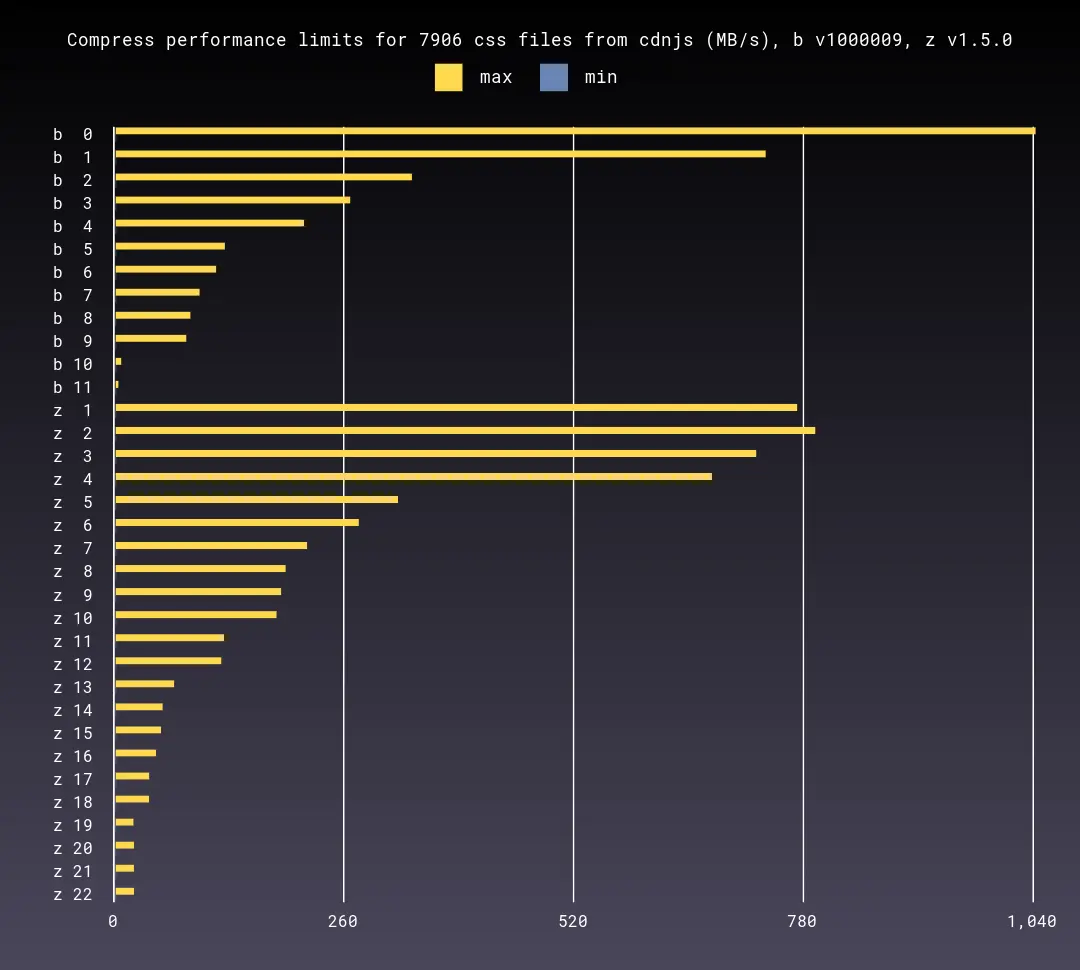 Compress performance limits for 7906 css files from cdnjs (MB/s), b v1000009, z v1.5.0
max min
b 0
b 1
b 2
b 3
b 4
b 5
b 6
b 7
b 8
b 9
b 10
b 11
z 1
z 2
z 3
z 4
z 5
z 6
z 7
z 8
z 9
z 10
z 11
z 12
z 13
z 14
z 15
z 16
z 17
z 18
z 19
z 20
z 21
z 22
0 260 520 780 1,040